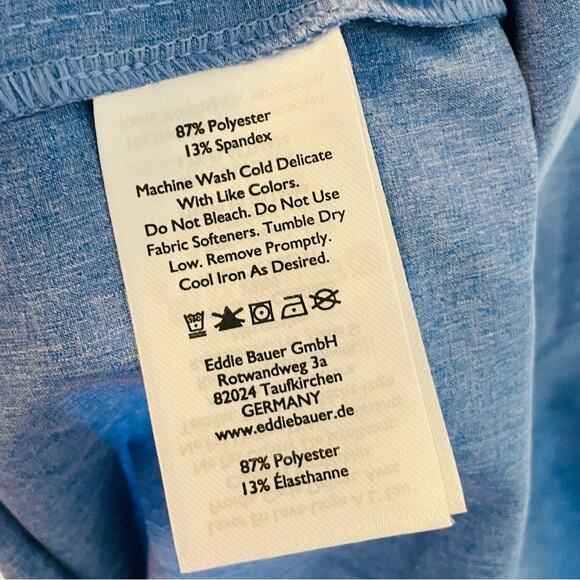 87% Polyester
13% Spandex
Machine Wash Cold Delicate
With Like Colors.
Do Not Bleach. Do Not Use
Fabric Softeners. Tumble Dry
Low. Remove Promptly.
Cool Iron As Desired.
Eddie Bauer GmbH
Rotwandweg 3a
82024 Taufkirchen
GERMANY
www.eddiebauer.de
87% Polyester
13% Élasthanne